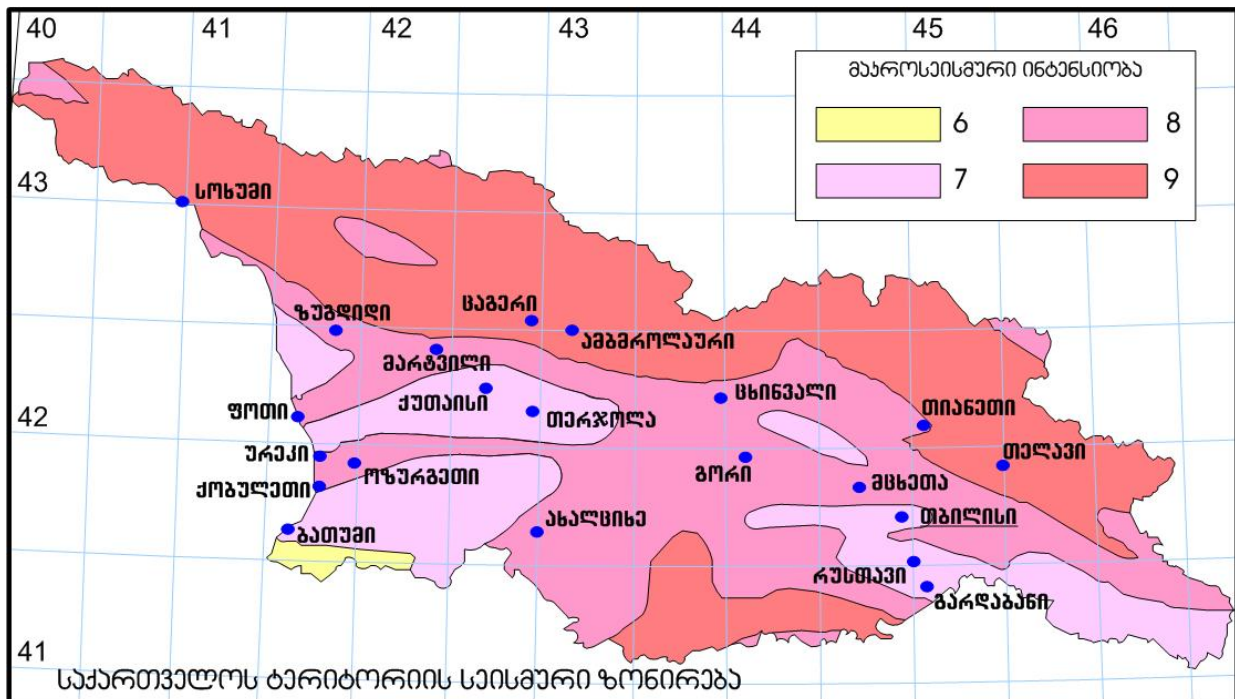 40 41 42 43 44 45 46
მაკროსეისმური ინტენსიობა
6 8
7 9
43
სოხუმი
ზუგდიდი
ცაგერი
ამბმროლაური
მარტვილი
ცხინვალი
ქუთაისი
ფოთი
თერჯოლა
თიანეთი
42
ურეკი
ოზურგეთი
გორი
თელავი
ქობულეთი
მცხეთა
ახალციხე
თბილისი
ბათუმი
რუსთავი
გარდაბანი
41
საქართველოს ტერიტორიის სეისმური ზონირება